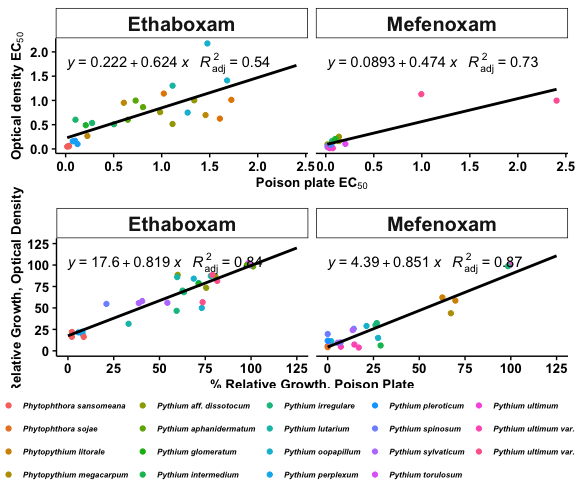 Ethaboxam Mefenoxam
Optical density EC50
2.0
1.5
1.0
0.5
0.0
y = 0.222 + 0.624 x R²adj = 0.54
y = 0.0893 + 0.474 x R²adj = 0.73
0.0 0.5 1.0 1.5 2.0 2.5 0.0 0.5 1.0 1.5 2.0 2.5
Poison plate EC50
Ethaboxam Mefenoxam
Relative Growth, Optical Density
125
100
75
50
25
0
y = 17.6 + 0.819 x R²adj = 0.84
y = 4.39 + 0.851 x R²adj = 0.87
0 25 50 75 100 125 0 25 50 75 100 125
% Relative Growth, Poison Plate
Phytophthora sansomeana Pythium aff. dissotocum Pythium irregulare Pythium pleroticum Pythium ultimum
Phytophthora sojae Pythium aphanidermatum Pythium lutarium Pythium spinosum Pythium ultimum var.
Phytopythium litorale Pythium glomeratum Pythium oopapillum Pythium sylvaticum Pythium ultimum var.
Phytopythium megacarpum Pythium intermedium Pythium perplexum Pythium torulosum